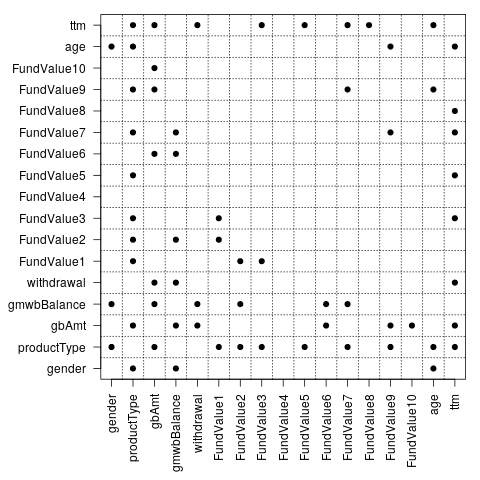 ttm
age
FundValue10
FundValue9
FundValue8
FundValue7
FundValue6
FundValue5
FundValue4
FundValue3
FundValue2
FundValue1
withdrawal
gmwbBalance
gbAmt
productType
gender
gender
productType
gbAmt
gmwbBalance
withdrawal
FundValue1
FundValue2
FundValue3
FundValue4
FundValue5
FundValue6
FundValue7
FundValue8
FundValue9
FundValue10
age
ttm